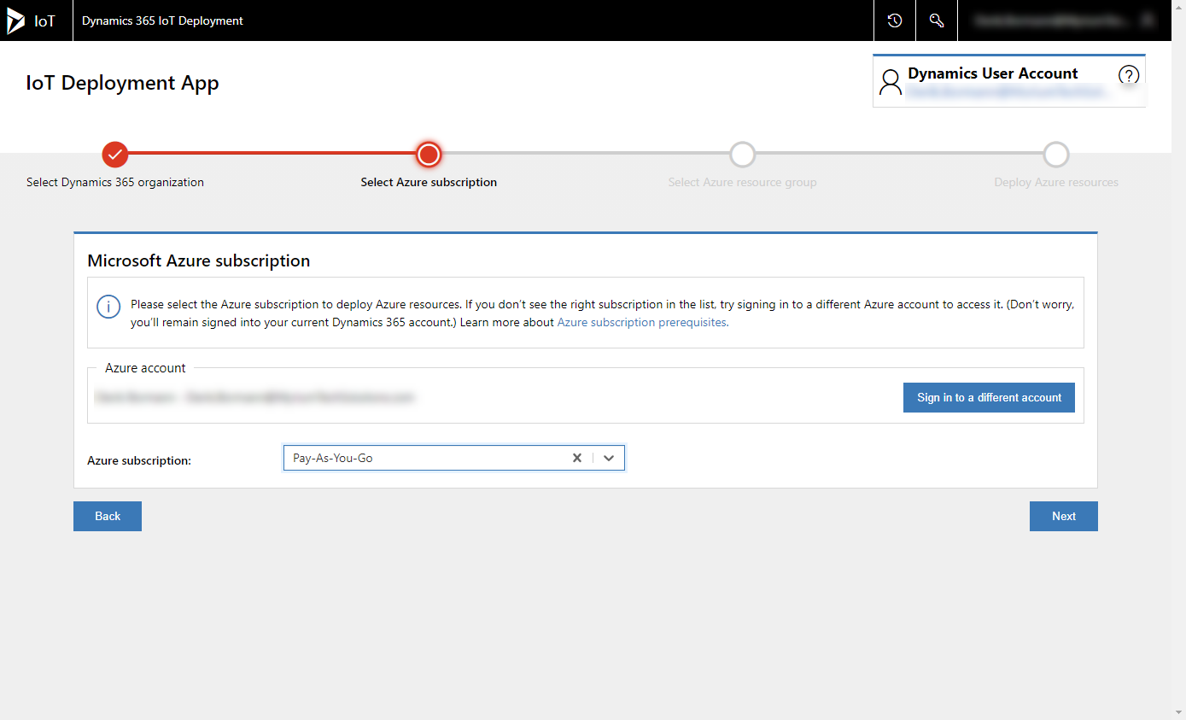 IoT
Dynamics 365 IoT Deployment
IoT Deployment App
Dynamics User Account
?
Select Dynamics 365 organization
Select Azure subscription
Select Azure resource group
Deploy Azure resources
Microsoft Azure subscription
Please select the Azure subscription to deploy Azure resources. If you don't see the right subscription in the list, try signing in to a different Azure account to access it. (Don't worry,
you'll remain signed into your current Dynamics 365 account.) Learn more about Azure subscription prerequisites.
Azure account
Sign in to a different account
Azure subscription:
Pay-As-You-Go
Back
Next